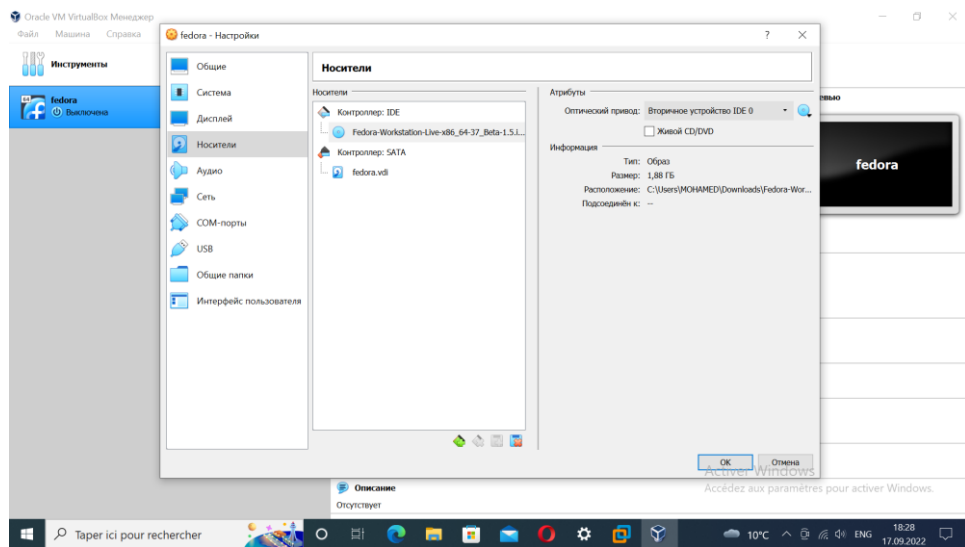 Oracle VM VirtualBox Менеджер
Файл Машина Справка
Инструменты
64
fedora
Выключена
fedora - Настройки
?
Общие
Система
Дисплей
Носители
Аудио
Сеть
COM-порты
USB
Общие папки
Интерфейс пользователя
Носители
Носители
Контроллер: IDE
Fedora-Workstation-Live-x86_64-37_Beta-1.5.i...
Контроллер: SATA
fedora.vdi
Атрибуты
Оптический привод: Вторичное устройство IDE 0
Живой CD/DVD
Информация
Тип: Образ
Размер: 1,88 ГБ
Расположение: C:\Users\MOHAMED\Downloads\Fedora-Wor...
Подсоединён к: --
OK Отмена
евью
fedora
Описание
Отсутствует
Activer Windows
Accédez aux paramètres pour activer Windows.
Taper ici pour rechercher
10°C
ENG
18:28
17.09.2022